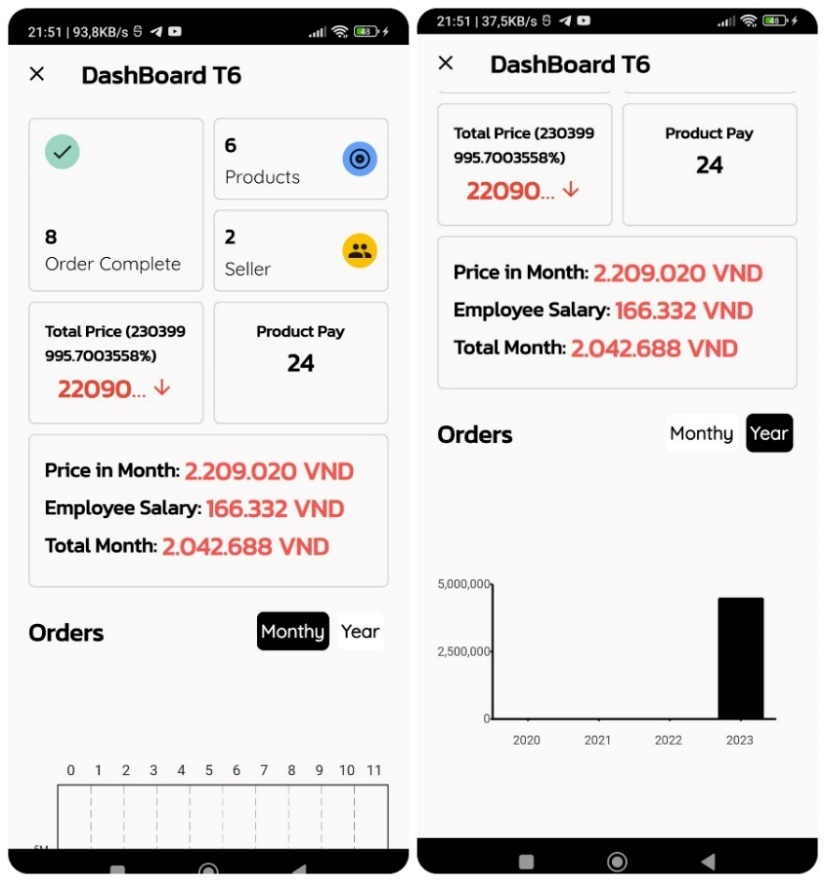 21:51 | 93,8KB/s
48
DashBoard T6
8
Order Complete
6
Products
2
Seller
Total Price (230399
995.7003558%)
22090...
Product Pay
24
Price in Month: 2.209.020 VND
Employee Salary: 166.332 VND
Total Month: 2.042.688 VND
Orders
Monthy
Year
0 1 2 3 4 5 6 7 8 9 10 11
5M
21:51 | 37,5KB/s
48
DashBoard T6
Total Price (230399
995.7003558%)
22090...
Product Pay
24
Price in Month: 2.209.020 VND
Employee Salary: 166.332 VND
Total Month: 2.042.688 VND
Orders
Monthy
Year
5,000,000
2,500,000
0
2020 2021 2022 2023